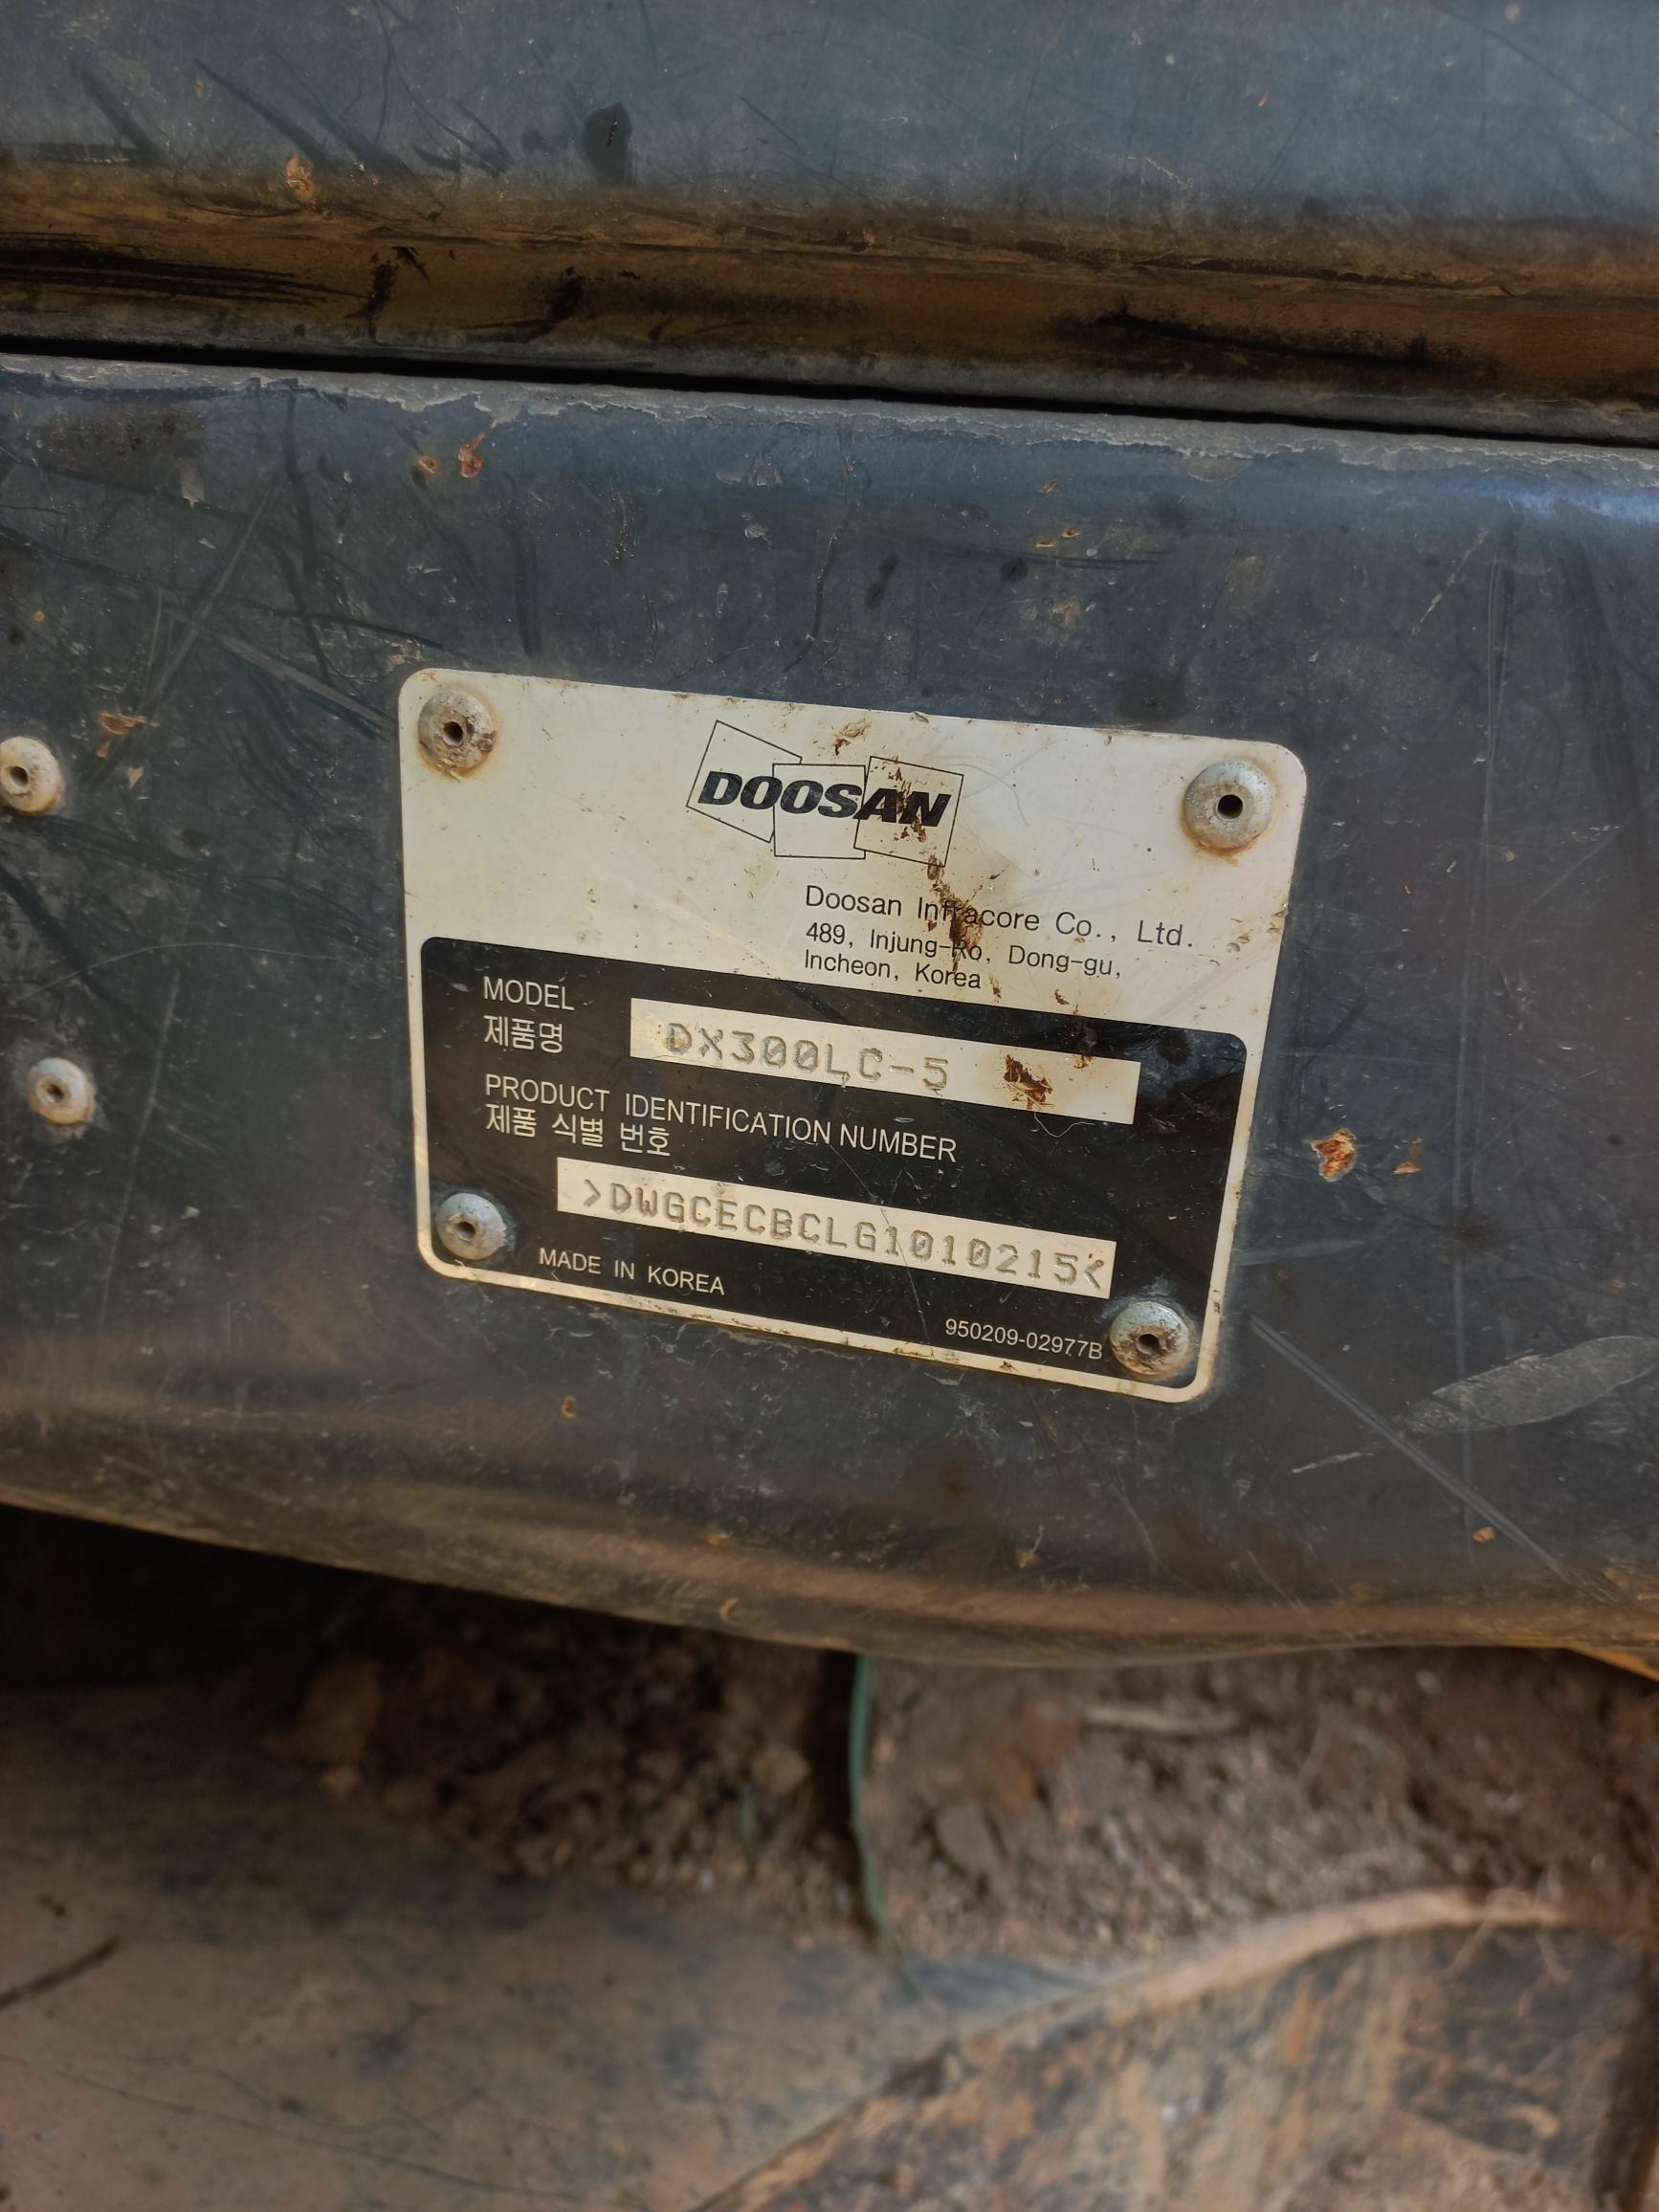 DOOSAN
Doosan Infracore Co., Ltd.
489, Injung-Ro, Dong-gu,
Incheon, Korea
MODEL
제품명
DX300LC-5
PRODUCT IDENTIFICATION NUMBER
제품 식별 번호
>DWGCECBCLG1010215<
MADE IN KOREA
950209-02977B